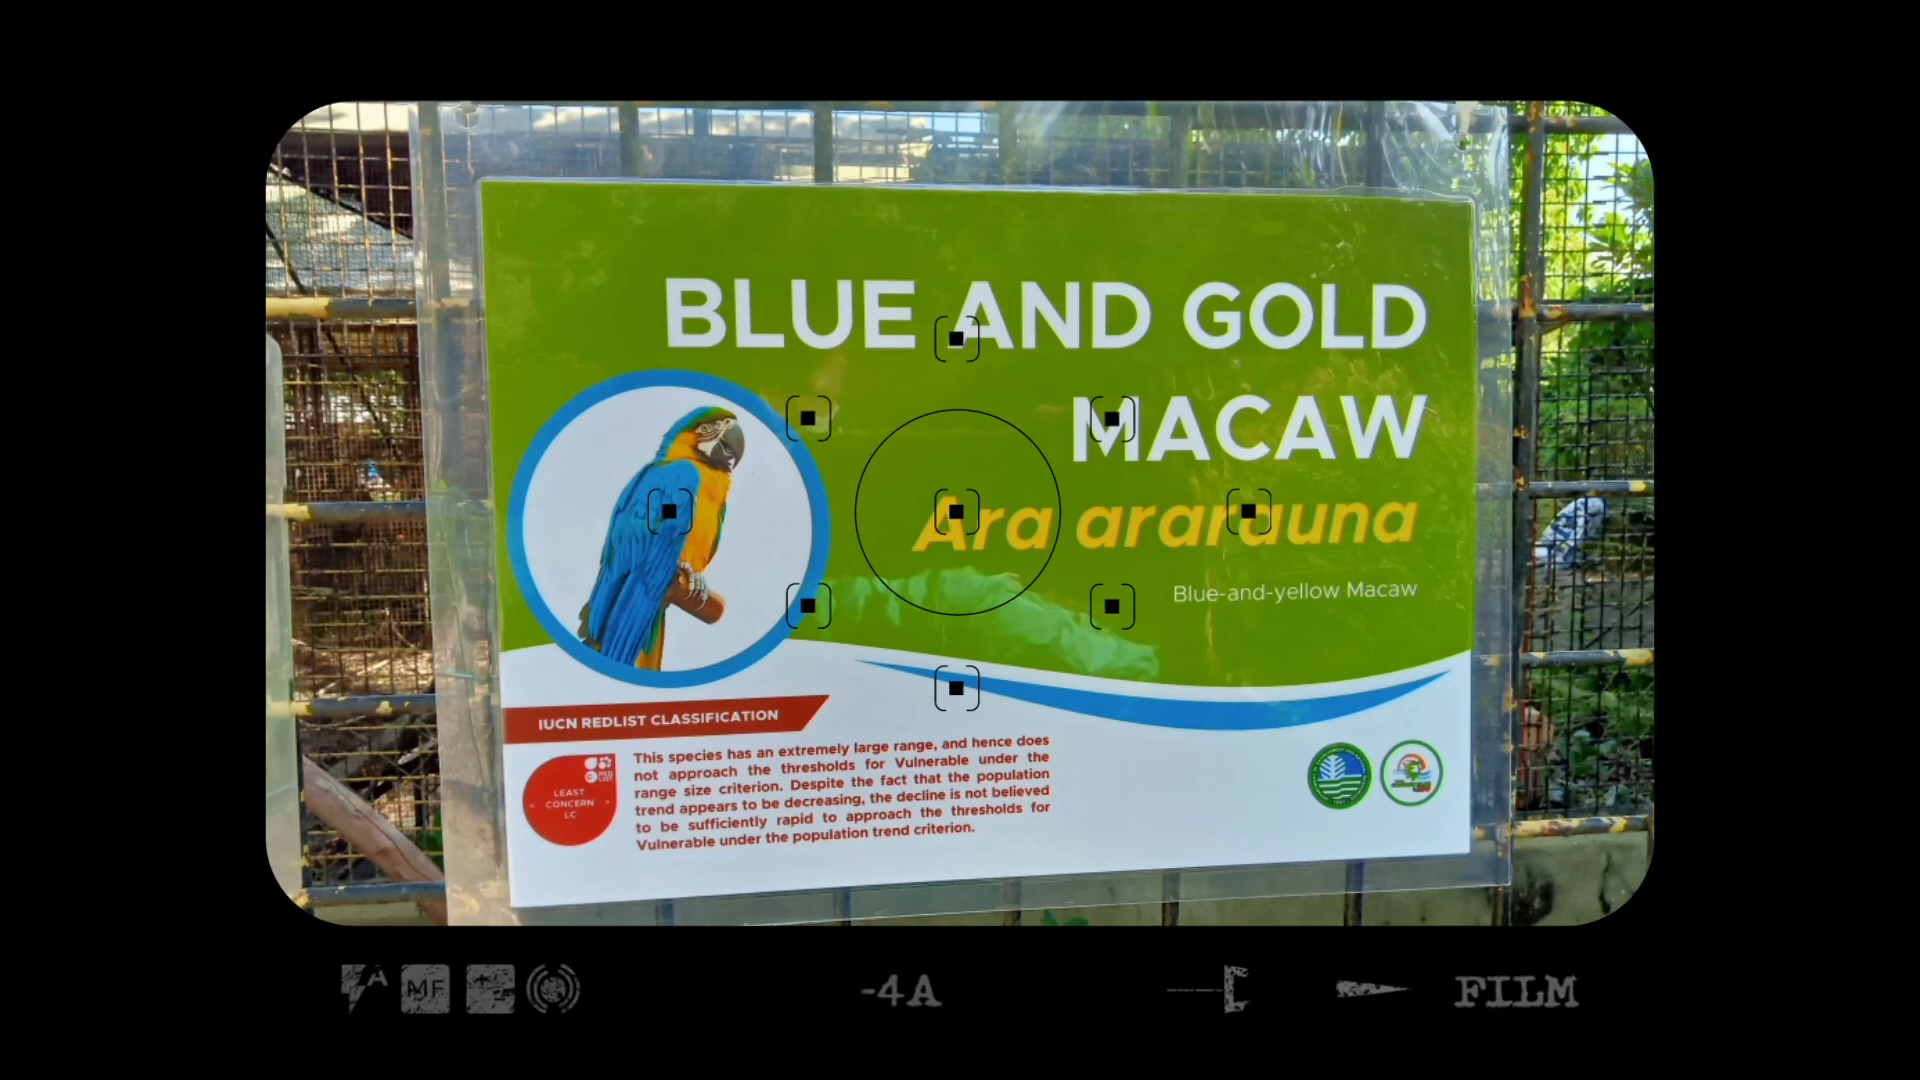 BLUE AND GOLD
MACAW
Ara ararauna
Blue-and-yellow Macaw
IUCN REDLIST CLASSIFICATION
RED
LIST
LEAST
< CONCERN >
LC
This species has an extremely large range, and hence does
not approach the thresholds for Vulnerable under the
range size criterion. Despite the fact that the population
trend appears to be decreasing, the decline is not believed
to be sufficiently rapid to approach the thresholds for
Vulnerable under the population trend criterion.
A MF -4A FILM